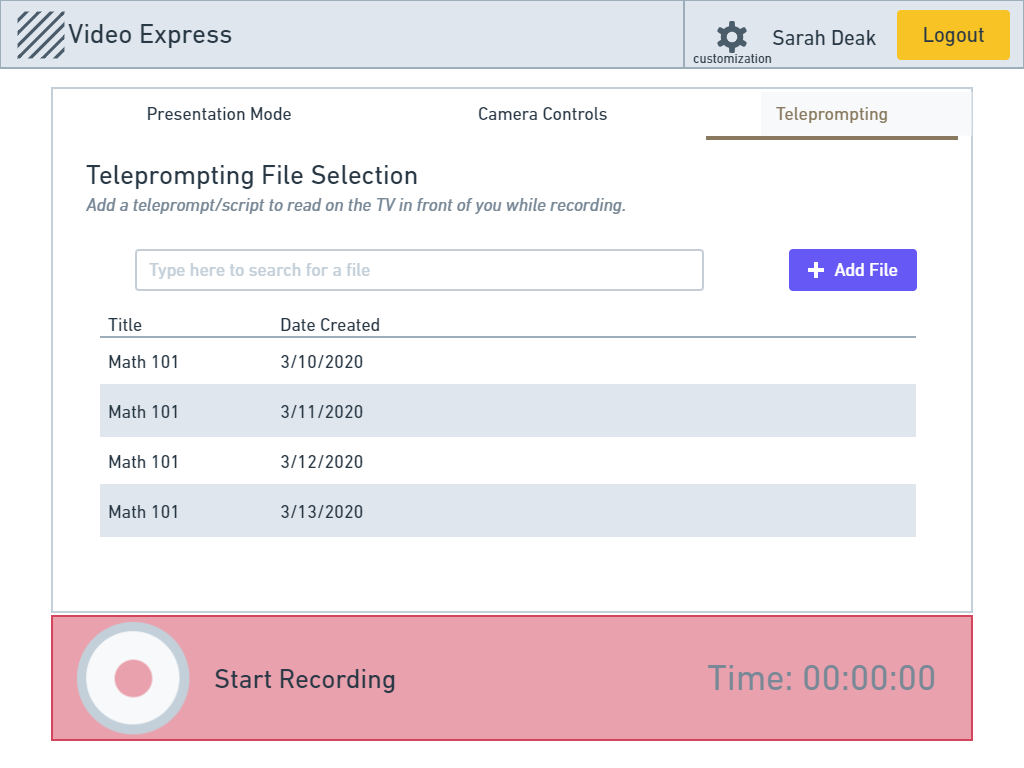 Video Express
customization
Sarah Deak
Logout
Presentation Mode
Camera Controls
Teleprompting
Teleprompting File Selection
Add a teleprompt/script to read on the TV in front of you while recording.
Type here to search for a file
Add File
Title Date Created
Math 101 3/10/2020
Math 101 3/11/2020
Math 101 3/12/2020
Math 101 3/13/2020
Start Recording
Time: 00:00:00